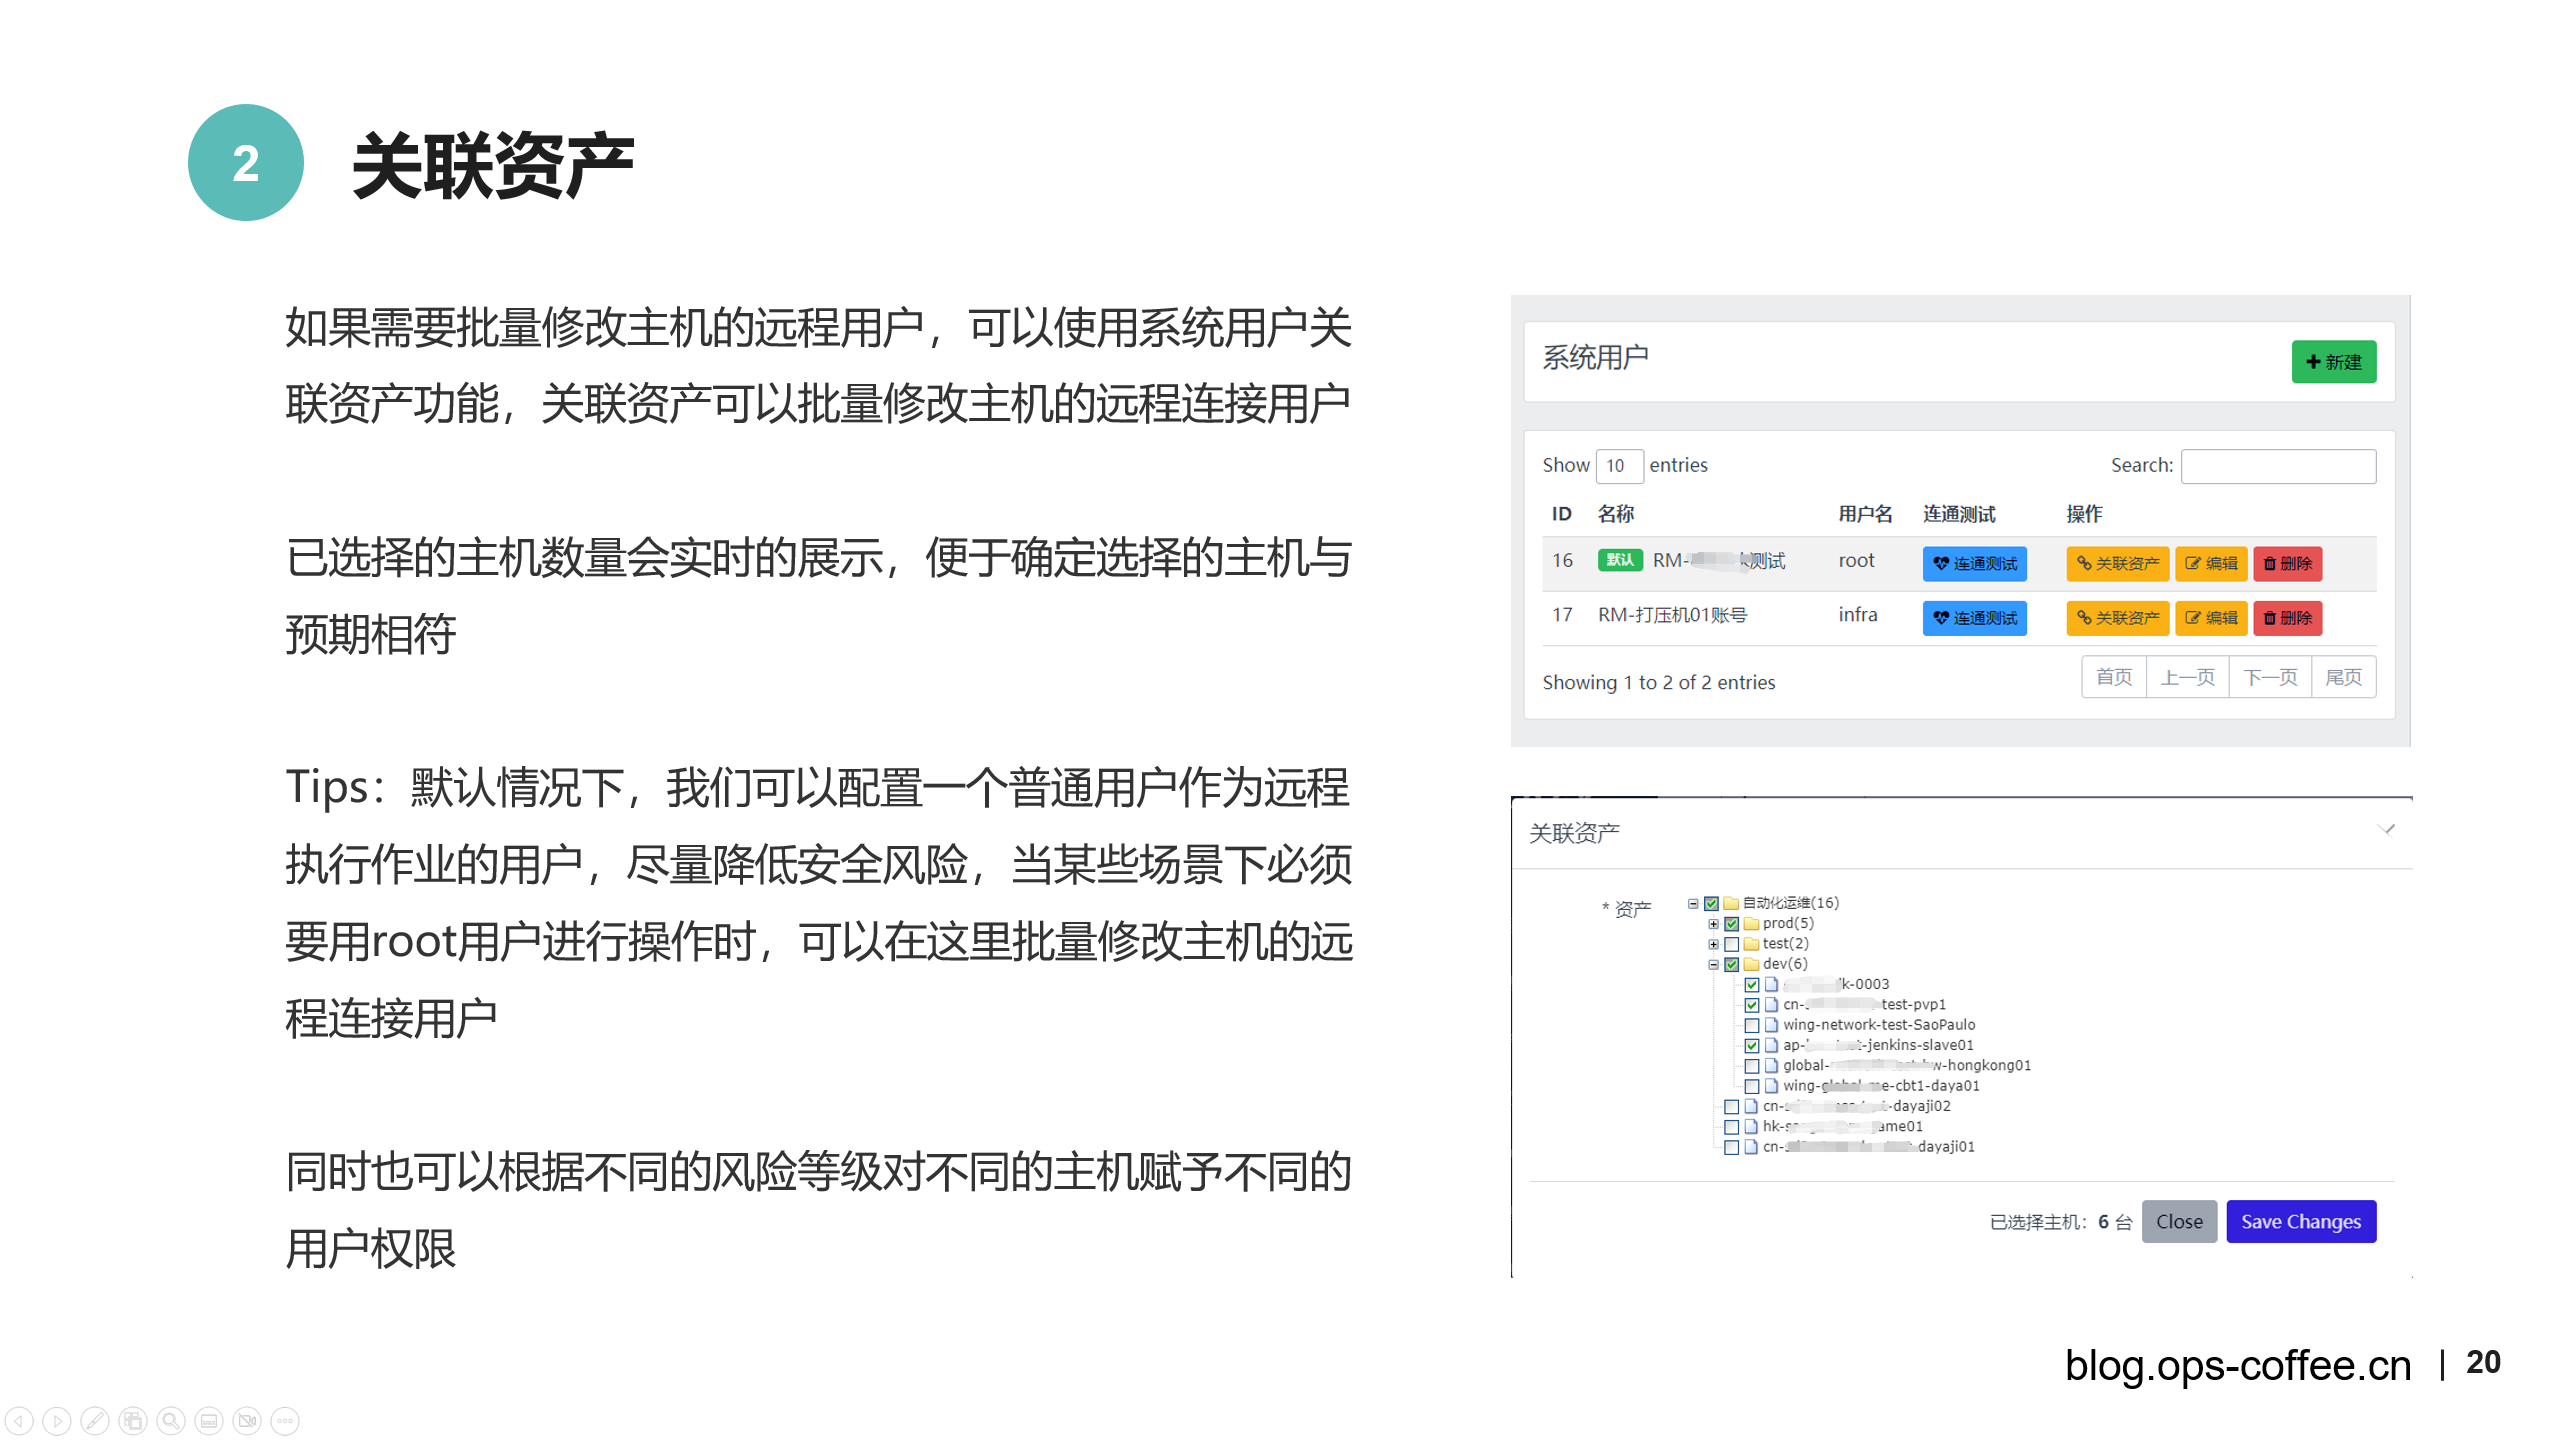 2
关联资产
如果需要批量修改主机的远程用户，可以使用系统用户关
联资产功能，关联资产可以批量修改主机的远程连接用户
已选择的主机数量会实时的展示，便于确定选择的主机与
预期相符
Tips：默认情况下，我们可以配置一个普通用户作为远程
执行作业的用户，尽量降低安全风险，当某些场景下必须
要用root用户进行操作时，可以在这里批量修改主机的远
程连接用户
同时也可以根据不同的风险等级对不同的主机赋予不同的
用户权限
系统用户
新建
Show 10 entries Search:
ID 名称 用户名 连通测试 操作
16 默认 RM- 测试 root 连通测试 关联资产 编辑 删除
17 RM-打压机01账号 infra 连通测试 关联资产 编辑 删除
Showing 1 to 2 of 2 entries 首页 上一页 下一页 尾页
关联资产
* 资产
自动化运维(16)
prod(5)
test(2)
dev(6)
k-0003
cn- -test-pvp1
wing-network-test-SaoPaulo
ap- -jenkins-slave01
global- -hongkong01
wing- -cbt1-daya01
cn- -dayaji02
hk- ame01
cn- dayaji01
已选择主机：6 台 Close Save Changes
blog.ops-coffee.cn | 20